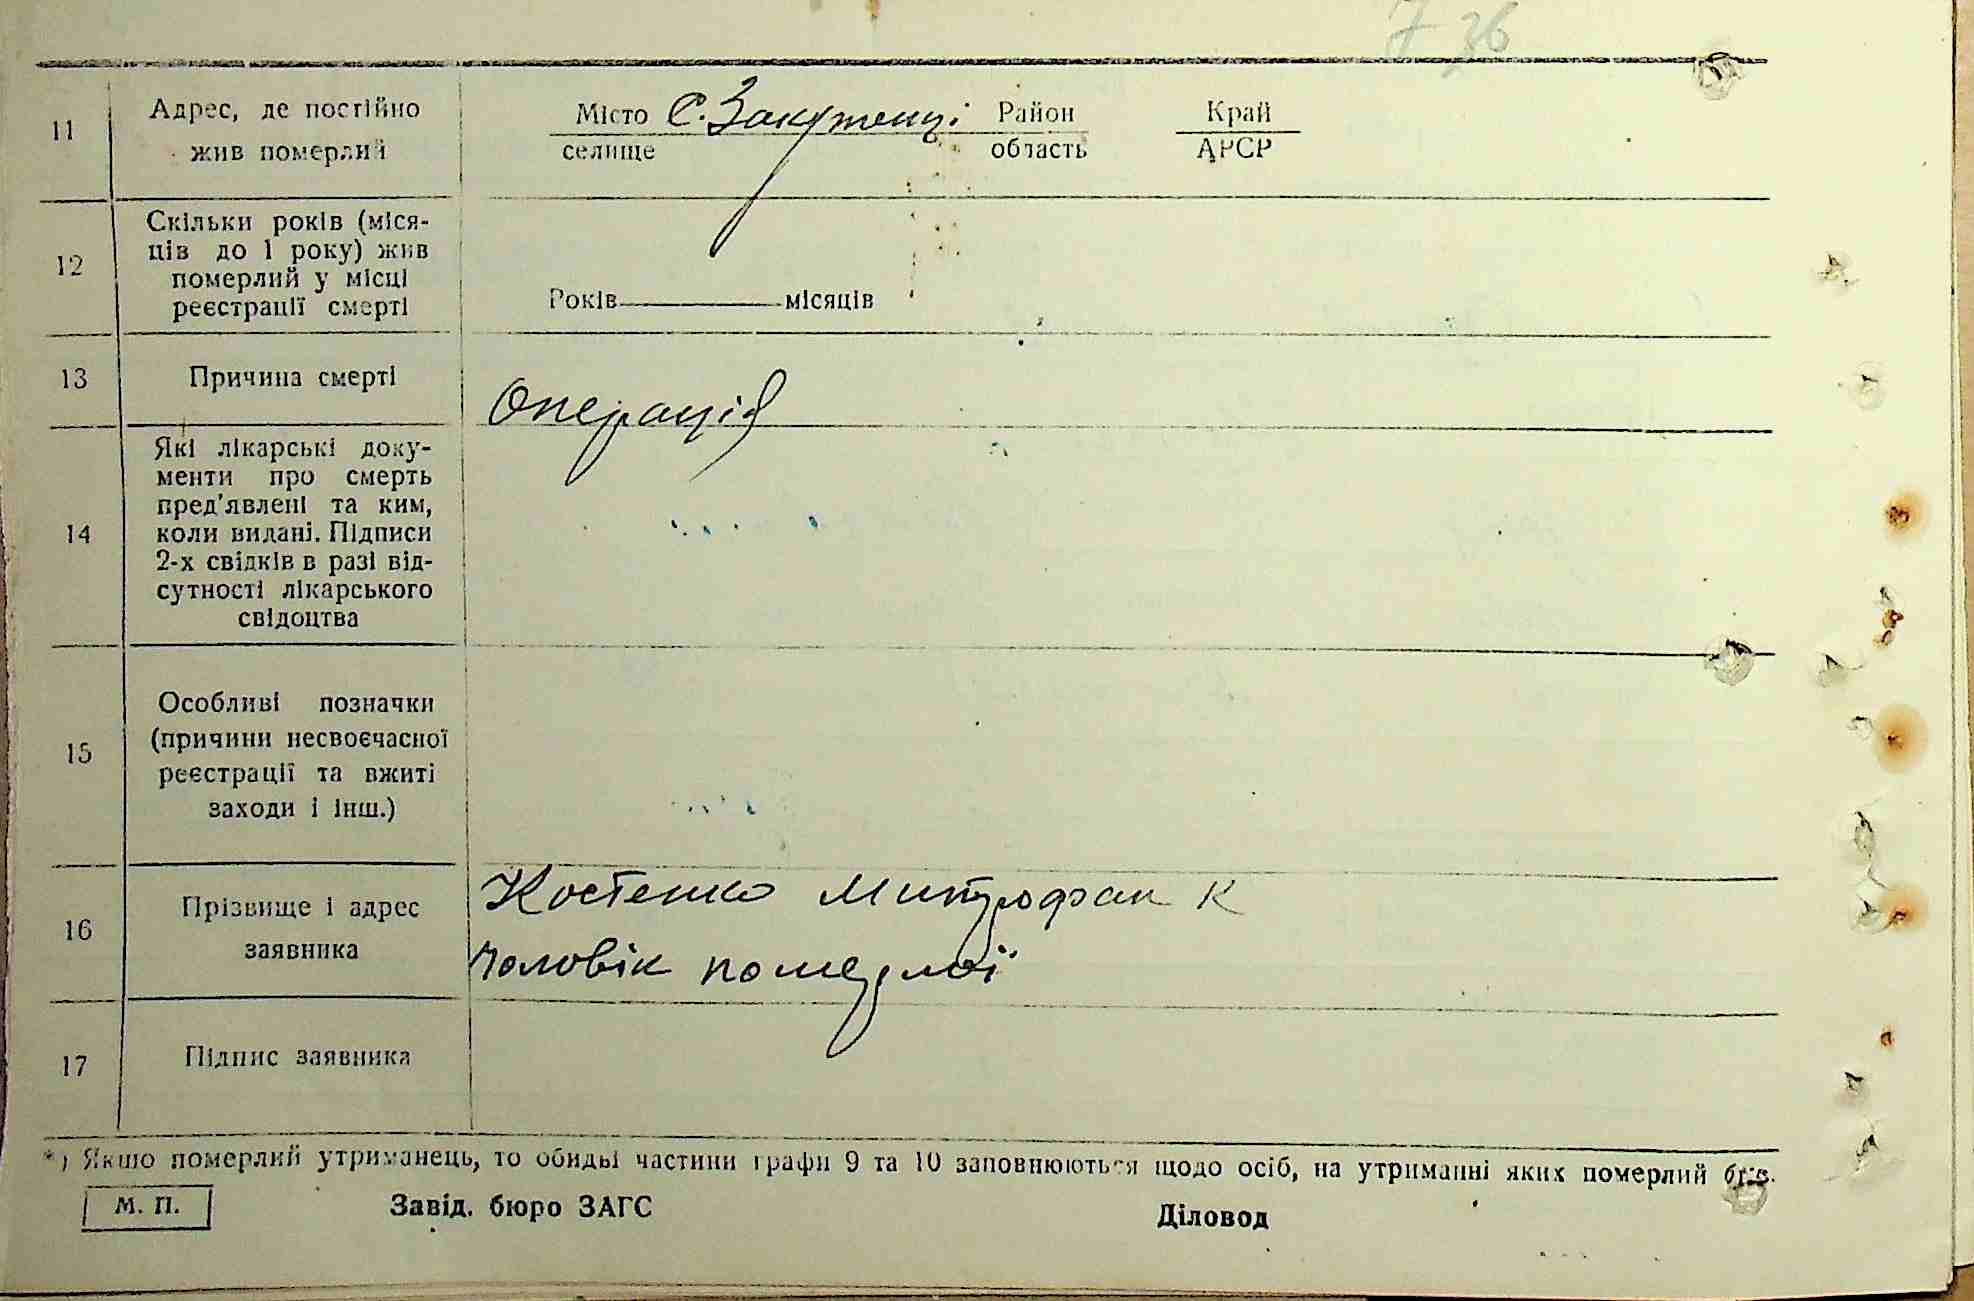 7 36
11
Адрес, де постійно
жив померлий
Місто С. Закутенці Район Край
селище область АРСР
12
Скільки років (міся-
ців до 1 року) жив
померлий у місці
реєстрації смерті
Років місяців
13
Причина смерті
Операція
14
Які лікарські доку-
менти про смерть
пред'явлені та ким,
коли видані. Підписи
2-х свідків в разі від-
сутності лікарського
свідоцтва
15
Особливі позначки
(причини несвоєчасної
реєстрації та вжиті
заходи і інш.)
16
Прізвище і адрес
заявника
Костенко Митрофан К
Чоловік померлої
17
Підпис заявника
*) Якшо померлий утриманець, то обидві частини графи 9 та 10 заповнюються щодо осіб, на утриманні яких померлий був.
М. П. Завід. бюро ЗАГС Діловод